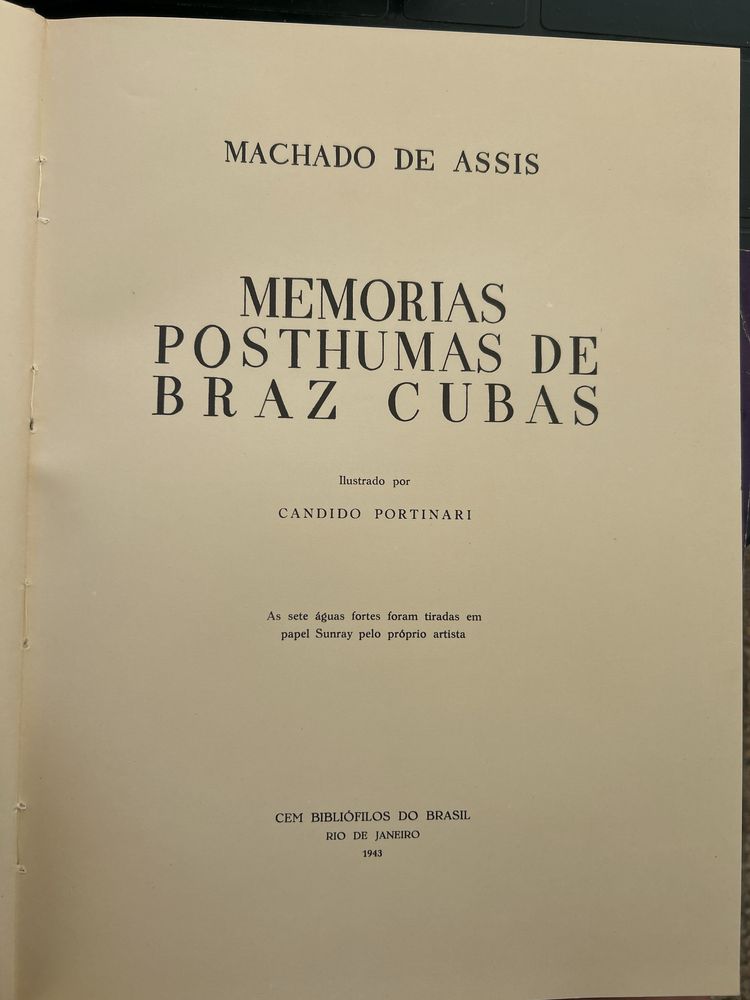 MACHADO DE ASSIS
MEMORIAS
POSTHUMAS DE
BRAZ CUBAS
Ilustrado por
CANDIDO PORTINARI
As sete águas fortes foram tiradas em
papel Sunray pelo próprio artista
CEM BIBLIÓFILOS DO BRASIL
RIO DE JANEIRO
1943